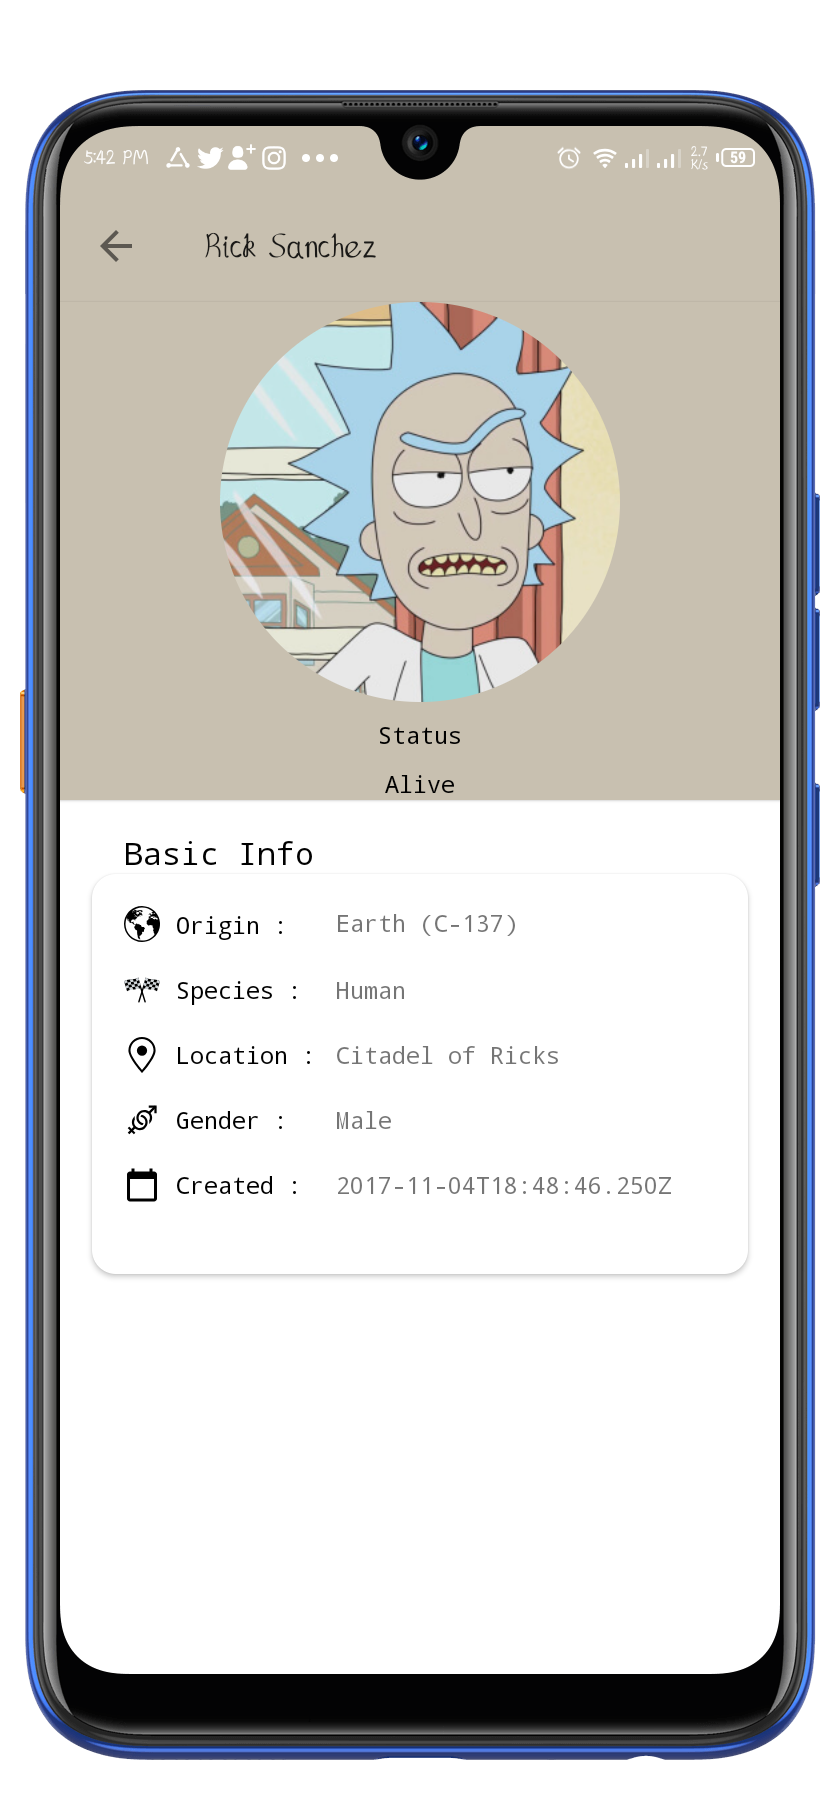 5:42 PM 2.7 K/s 59
Rick Sanchez
Status
Alive
Basic Info
Origin : Earth (C-137)
Species : Human
Location : Citadel of Ricks
Gender : Male
Created : 2017-11-04T18:48:46.250Z